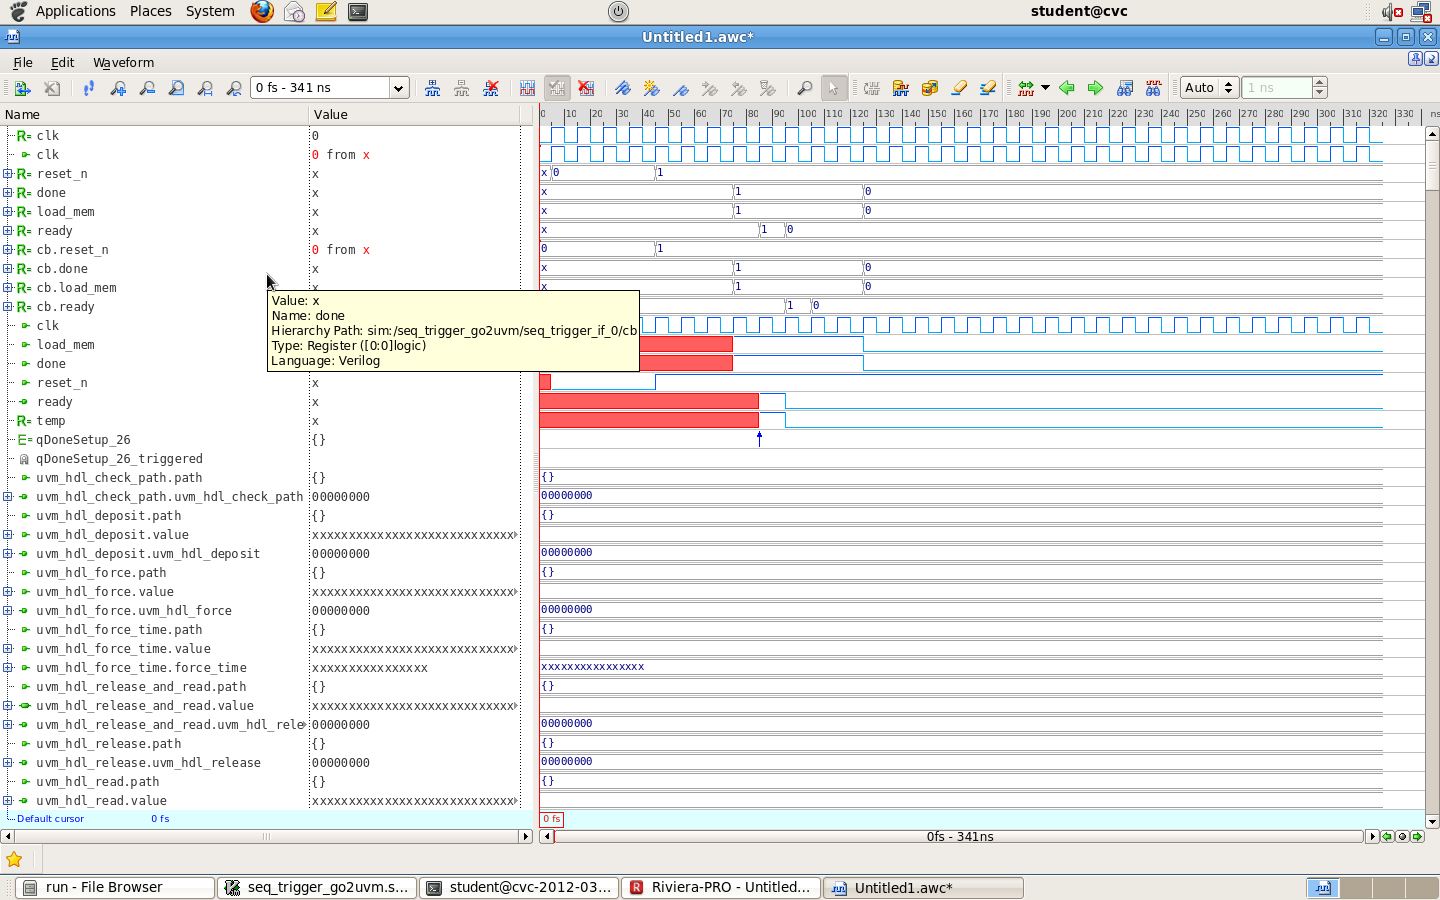 Applications Places System student@cvc
Untitled1.awc*
File Edit Waveform
0 fs - 341 ns Auto 1 ns
Name Value 0 10 20 30 40 50 60 70 80 90 100 110 120 130 140 150 160 170 180 190 200 210 220 230 240 250 260 270 280 290 300 310 320 330 ns
R= clk 0
clk 0 from x
R= reset_n x x 0 1
R= done x x 1 0
R= load_mem x x 1 0
R= ready x x 1 0
R= cb.reset_n 0 from x 0 1
R= cb.done x x 1 0
R= cb.load_mem x x 1 0
R= cb.ready 1 0
clk
load_mem
done
Value: x
Name: done
Hierarchy Path: sim:/seq_trigger_go2uvm/seq_trigger_if_0/cb
Type: Register ([0:0]logic)
Language: Verilog
reset_n x
ready x
R= temp x
E= qDoneSetup_26 {}
qDoneSetup_26_triggered
uvm_hdl_check_path.path {} {}
uvm_hdl_check_path.uvm_hdl_check_path 00000000 00000000
uvm_hdl_deposit.path {} {}
uvm_hdl_deposit.value xxxxxxxxxxxxxxxxxxxxxxxxxxxx
uvm_hdl_deposit.uvm_hdl_deposit 00000000 00000000
uvm_hdl_force.path {} {}
uvm_hdl_force.value xxxxxxxxxxxxxxxxxxxxxxxxxxxx
uvm_hdl_force.uvm_hdl_force 00000000 00000000
uvm_hdl_force_time.path {} {}
uvm_hdl_force_time.value xxxxxxxxxxxxxxxxxxxxxxxxxxxx
uvm_hdl_force_time.force_time xxxxxxxxxxxxxxxx xxxxxxxxxxxxxxxx
uvm_hdl_release_and_read.path {} {}
uvm_hdl_release_and_read.value xxxxxxxxxxxxxxxxxxxxxxxxxxxx
uvm_hdl_release_and_read.uvm_hdl_rele 00000000 00000000
uvm_hdl_release.path {} {}
uvm_hdl_release.uvm_hdl_release 00000000 00000000
uvm_hdl_read.path {} {}
uvm_hdl_read.value xxxxxxxxxxxxxxxxxxxxxxxxxxxx
Default cursor 0 fs 0 fs
0fs - 341ns
run - File Browser seq_trigger_go2uvm.s... student@cvc-2012-03... Riviera-PRO - Untitled... Untitled1.awc*